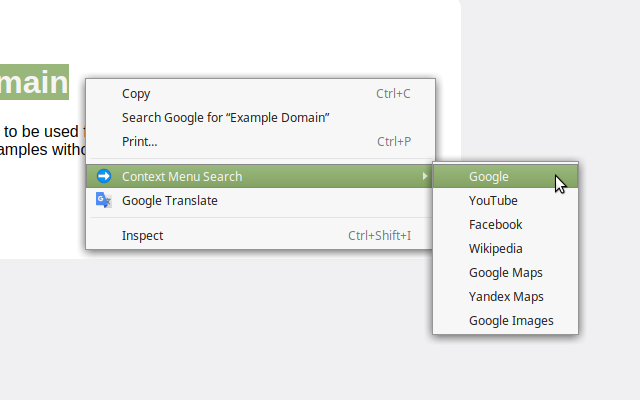 main
to be used
amples witho
Copy Ctrl+C
Search Google for “Example Domain”
Print... Ctrl+P
Context Menu Search
Google Translate
Inspect Ctrl+Shift+I
Google
YouTube
Facebook
Wikipedia
Google Maps
Yandex Maps
Google Images